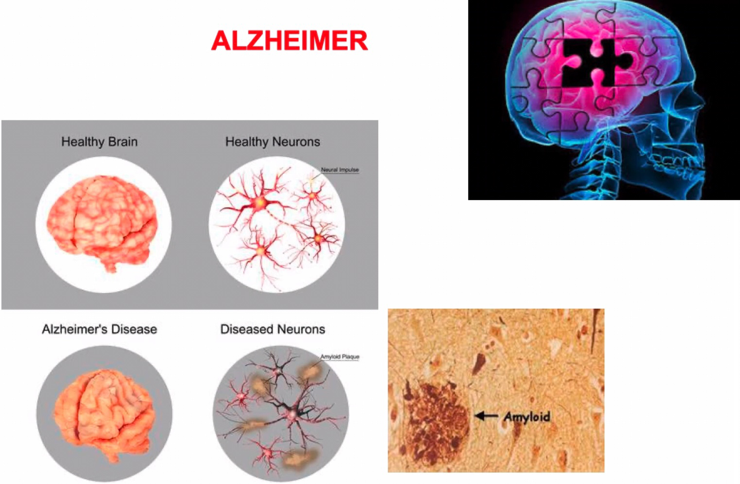 ALZHEIMER
Healthy Brain
Healthy Neurons
Neural Impulse
Alzheimer's Disease
Diseased Neurons
Amyloid Plaque
Amyloid